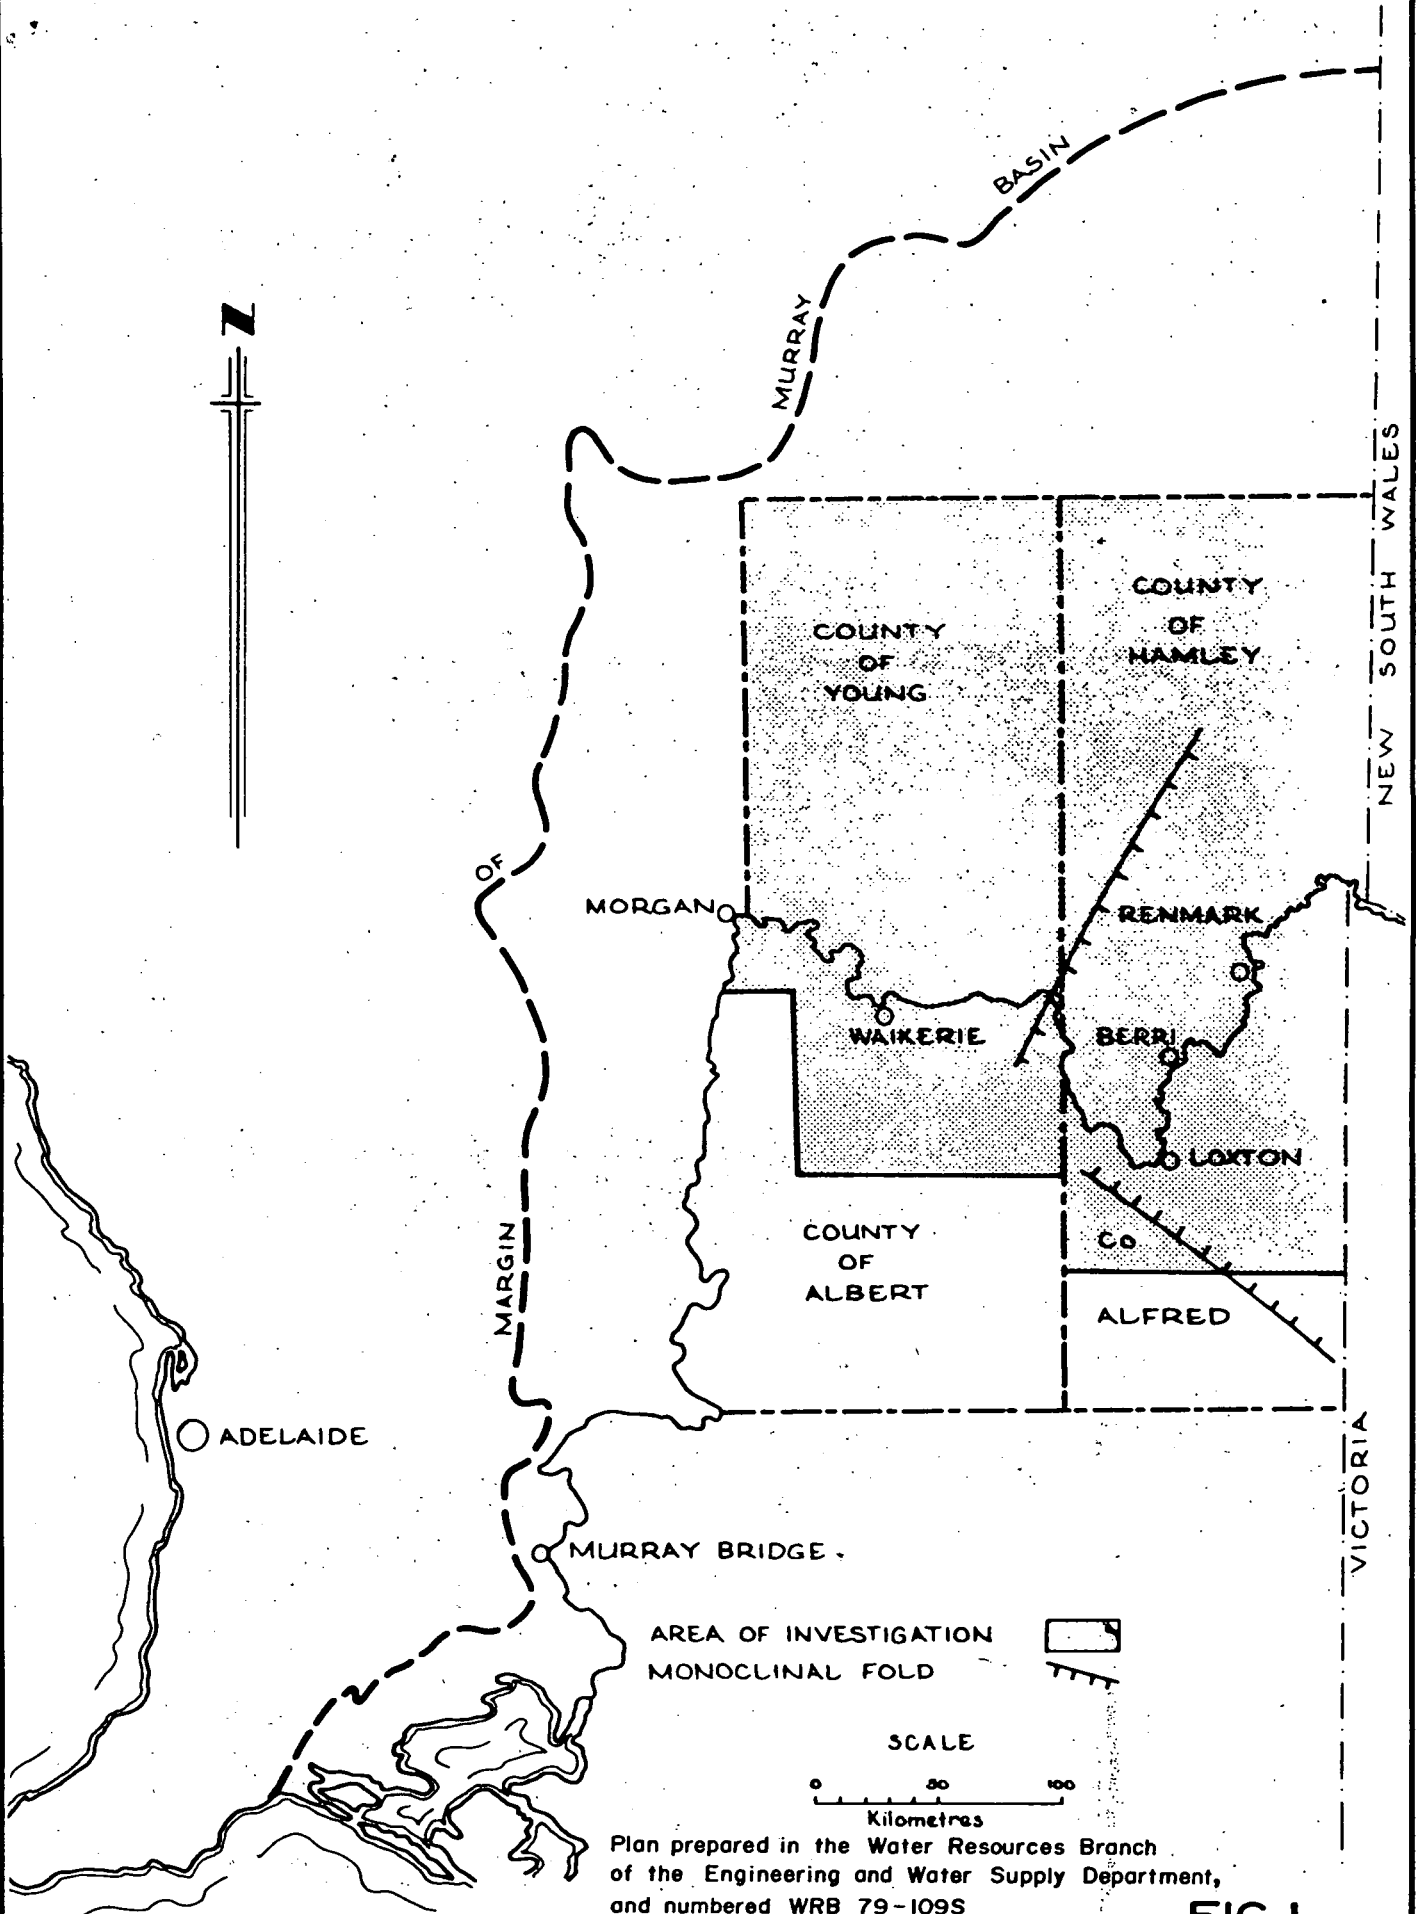 BASIN
MURRAY
N
NEW SOUTH WALES
COUNTY
OF
HAMLEY
COUNTY
OF
YOUNG
OF
MORGAN
RENMARK
WAIKERIE
BERRI
LOXTON
MARGIN
COUNTY
OF
ALBERT
CO
ALFRED
ADELAIDE
VICTORIA
MURRAY BRIDGE
AREA OF INVESTIGATION
MONOCLINAL FOLD
SCALE
0 50 100
Kilometres
Plan prepared in the Water Resources Branch
of the Engineering and Water Supply Department,
and numbered WRB 79-109S
FIG. 1